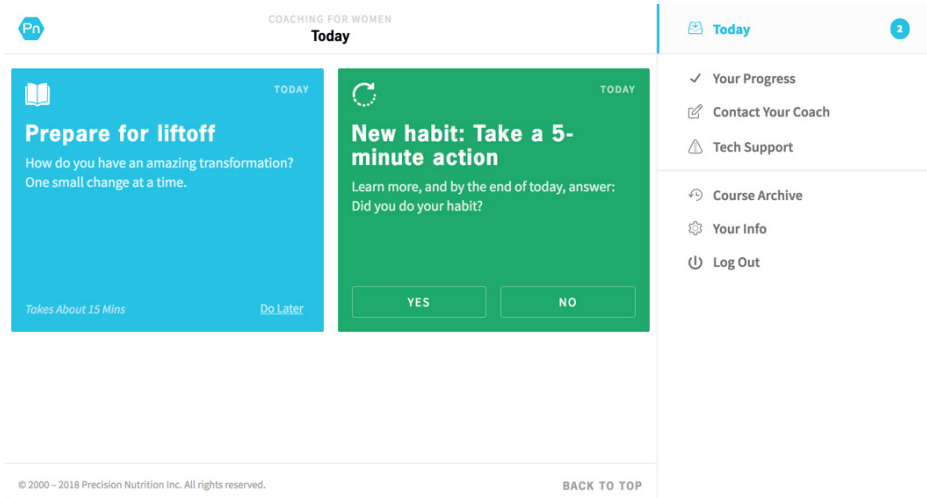 Pn
COACHING FOR WOMEN
Today
TODAY
Prepare for liftoff
How do you have an amazing transformation?
One small change at a time.
Takes About 15 Mins
Do Later
TODAY
New habit: Take a 5-
minute action
Learn more, and by the end of today, answer:
Did you do your habit?
YES
NO
Today
2
Your Progress
Contact Your Coach
Tech Support
Course Archive
Your Info
Log Out
© 2000 – 2018 Precision Nutrition Inc. All rights reserved.
BACK TO TOP